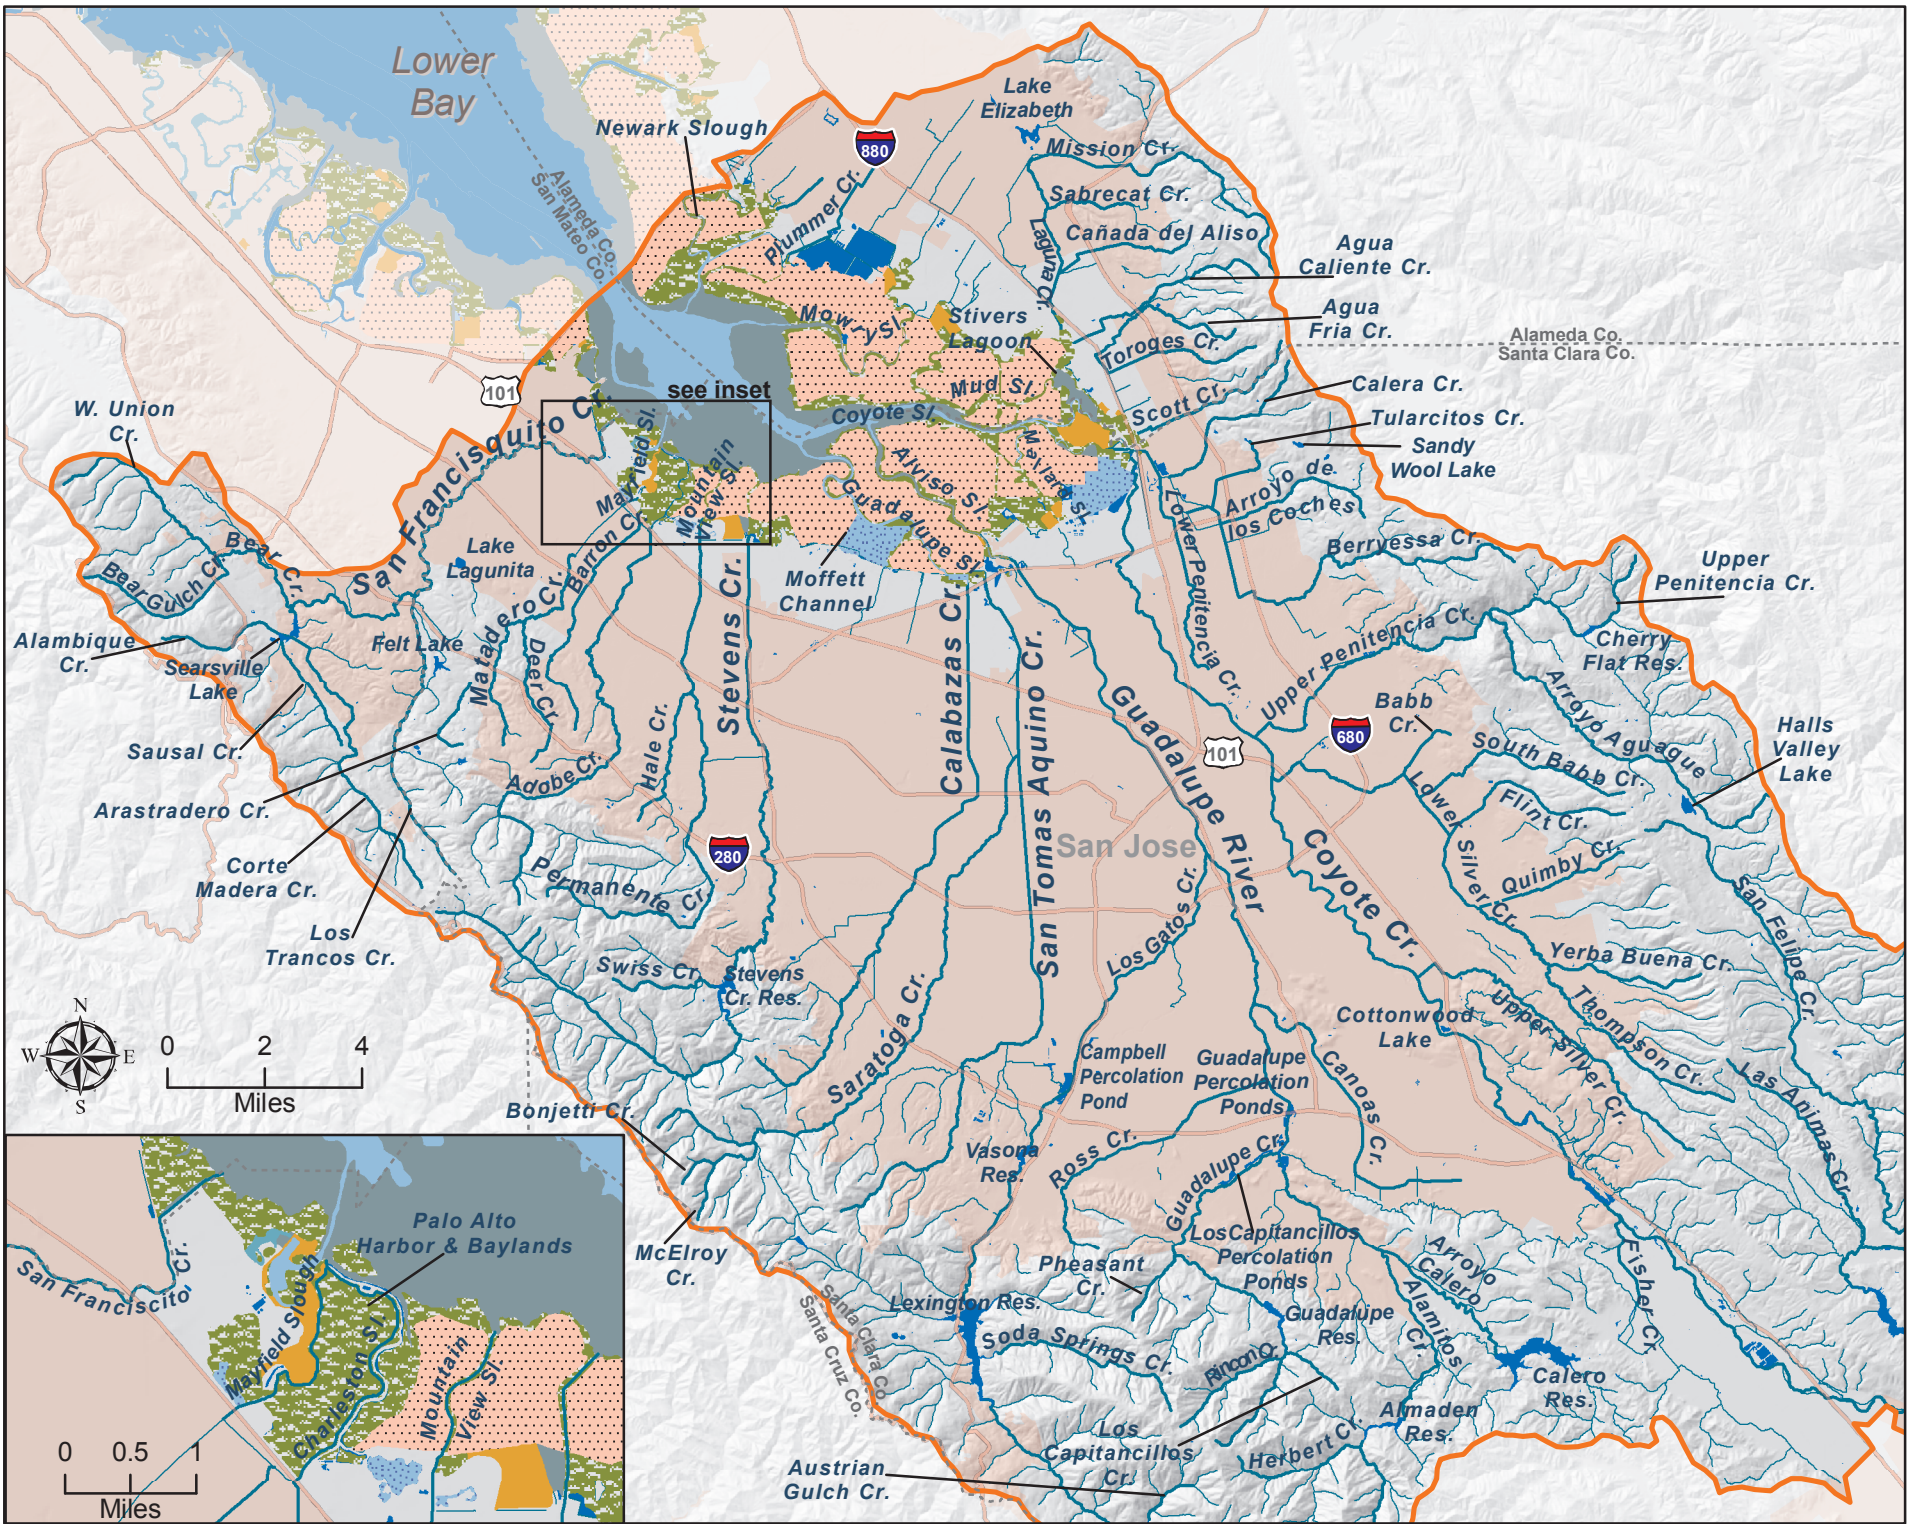 Lower
Bay
Newark Slough
880
Lake
Elizabeth
Mission Cr.
Sabrecat Cr.
Cañada del Aliso
Laguna Cr.
Plummer Cr.
Alameda Co.
San Mateo Co.
Agua
Caliente Cr.
Agua
Fria Cr.
Alameda Co.
Santa Clara Co.
Mowry Sl.
Stivers
Lagoon
Toroges Cr.
Mud Sl.
Scott Cr.
Calera Cr.
Tularcitos Cr.
Sandy
Wool Lake
101
see inset
Coyote Sl
W. Union
Cr.
San Francisquito Cr.
Mayfield Sl.
Mountain
View Sl.
Alviso Sl.
Guadalupe Sl.
Mallard Sl.
Arroyo de
los Coches
Lower Penitencia Cr.
Berryessa Cr.
Upper
Penitencia Cr.
Bear Cr.
Bear Gulch Cr.
Lake
Lagunita
Barron Cr.
Matadero Cr.
Moffett
Channel
Stevens Cr.
Calabazas Cr.
San Tomas Aquino Cr.
Alambique
Cr.
Searsville
Lake
Felt Lake
Deer Cr.
Upper Penitencia Cr.
Cherry
Flat Res.
Guadalupe River
Babb
Cr.
680
101
Arroyo Aguague
Halls
Valley
Lake
South Babb Cr.
Sausal Cr.
Hale Cr.
Adobe Cr.
Arastradero Cr.
Lower Silver Cr.
Flint Cr.
Quimby Cr.
280
San Jose
Corte
Madera Cr.
Permanente Cr.
Coyote Cr.
Los Gatos Cr.
San Felipe Cr.
Los
Trancos Cr.
Swiss Cr.
Stevens
Cr. Res.
Yerba Buena Cr.
Thompson Cr.
Upper Silver Cr.
Cottonwood
Lake
Saratoga Cr.
Campbell
Percolation
Pond
Guadalupe
Percolation
Ponds
Canoas Cr.
Las Animas Cr.
N
W
E
S
0 2 4
Miles
Bonjetti Cr.
Vasona
Res.
Ross Cr.
Guadalupe Cr.
McElroy
Cr.
Los Capitancillos
Percolation
Ponds
Pheasant
Cr.
Arroyo
Calero
Fisher Cr
Santa Clara Co.
Santa Cruz Co.
Lexington Res.
Guadalupe
Res.
Alamitos
Cr.
Soda Springs Cr.
Rincon Cr.
Calero
Res.
Almaden
Res.
Los
Capitancillos
Cr.
Herbert Cr.
Austrian
Gulch Cr.
Palo Alto
Harbor & Baylands
San Franciscito Cr.
Mayfield Slough
Charleston Sl.
Mountain
View Sl.
0 0.5 1
Miles